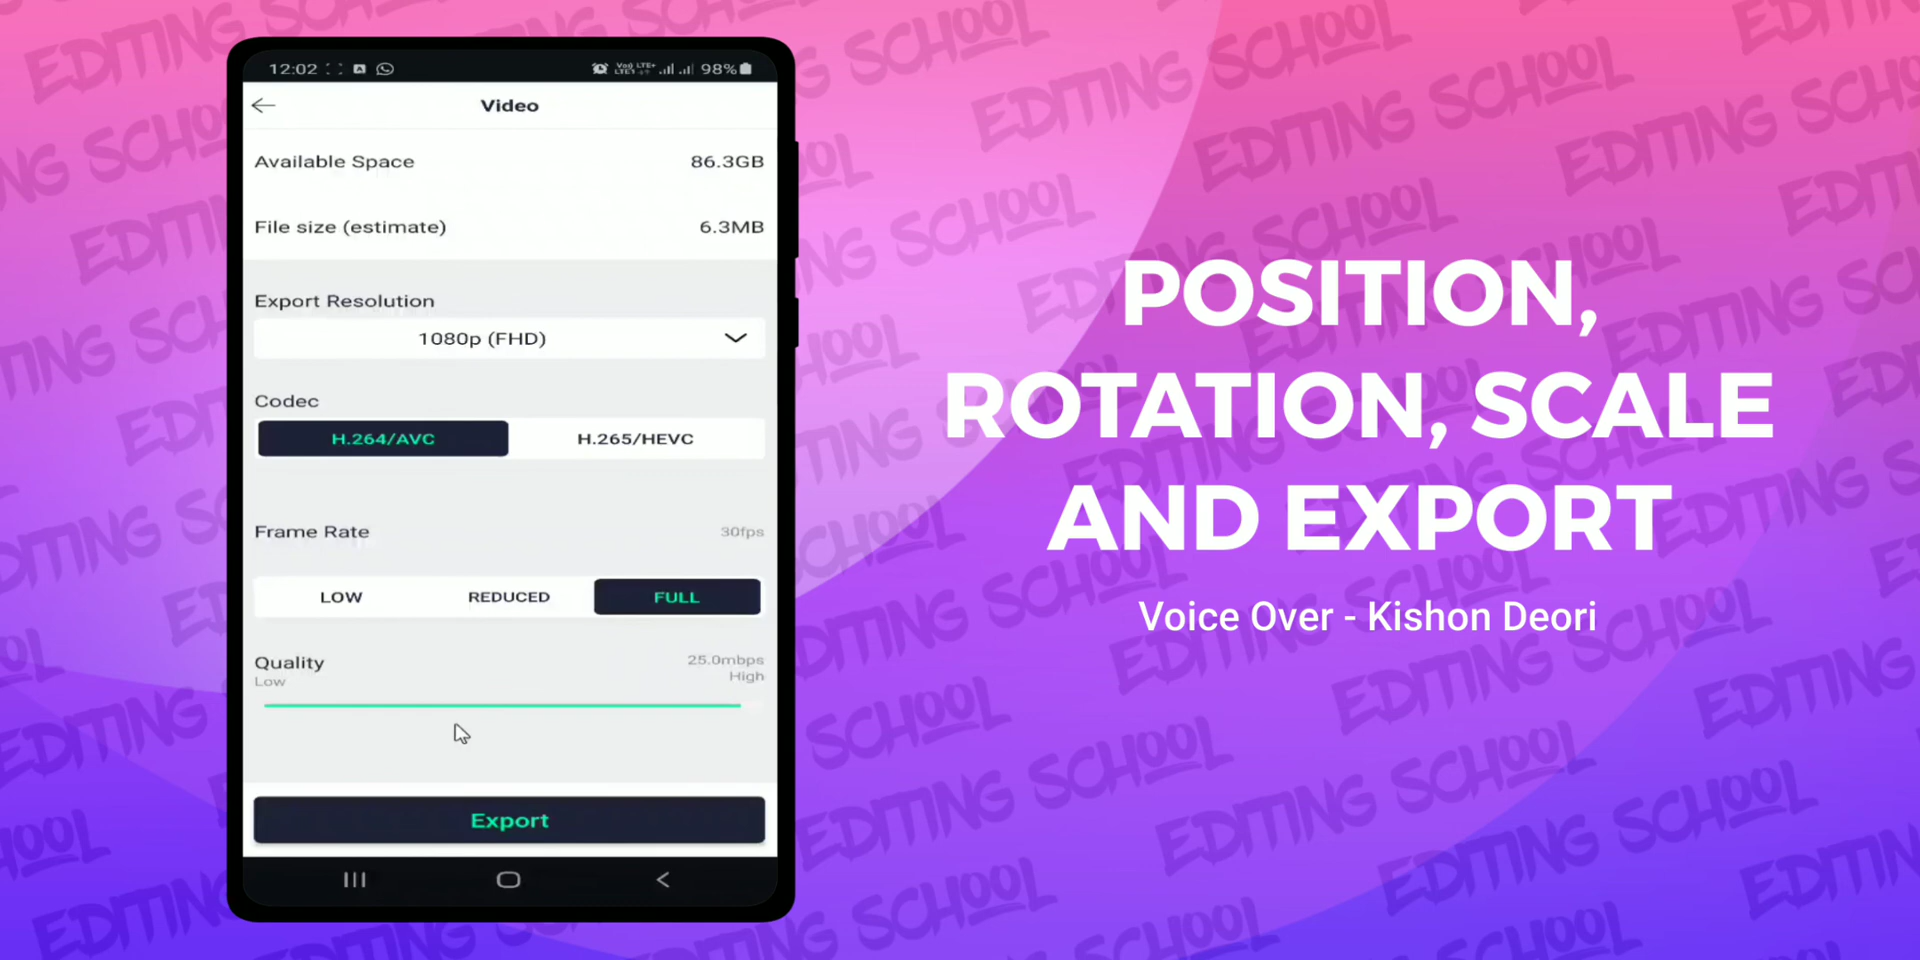 12:02
98%
Video
Available Space 86.3GB
File size (estimate) 6.3MB
Export Resolution
1080p (FHD)
Codec
H.264/AVC H.265/HEVC
Frame Rate 30fps
LOW REDUCED FULL
Quality 25.0mbps
Low High
Export
POSITION,
ROTATION, SCALE
AND EXPORT
Voice Over - Kishon Deori
EDITING SCHOOL